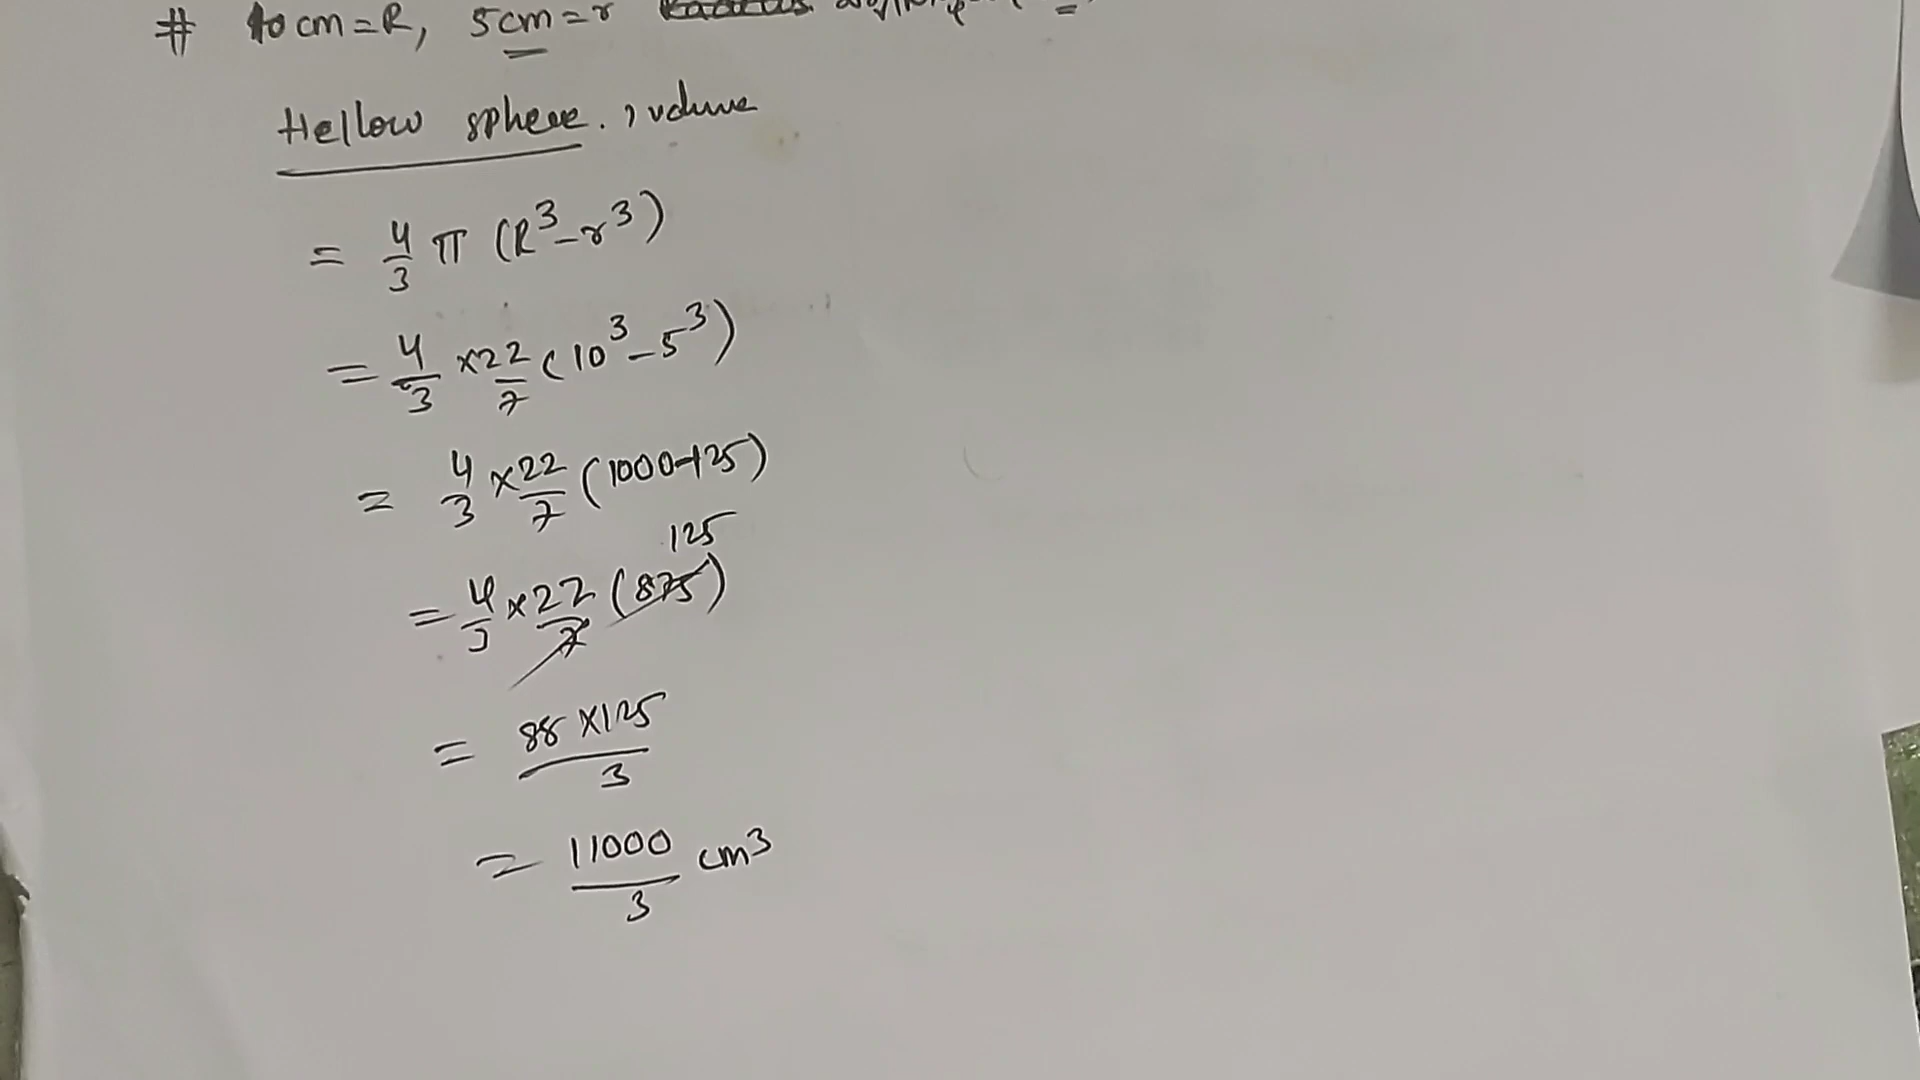 # 10 cm = R, 5 cm = r
Hellow sphere. , volume
= 4/3 π (R³ - r³)
= 4/3 × 22/7 (10³ - 5³)
= 4/3 × 22/7 (1000-125)
125
= 4/3 × 22/7 (875)
= 88 × 125 / 3
= 11000/3 cm³